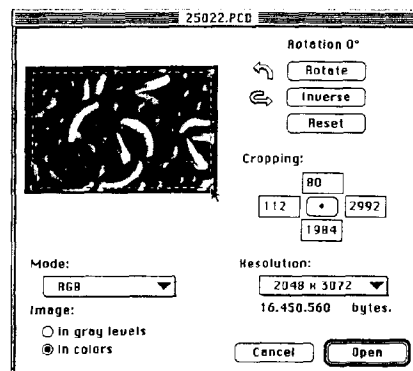 25022.PCD
Rotation 0°
Rotate
Inverse
Reset
Cropping:
80
112 2992
1984
Mode:
RGB
Resolution:
2048 x 3072
16.450.560 bytes.
Image:
in gray levels
in colors
Cancel Open